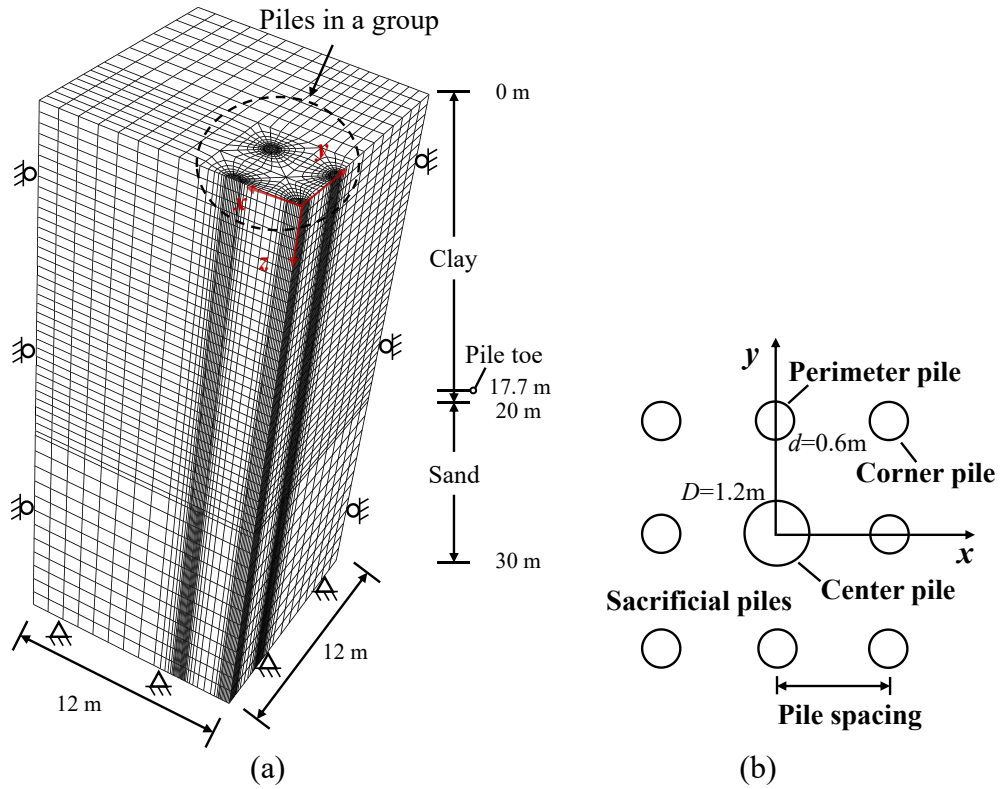 Piles in a group
0 m
y
x
z
Clay
Pile toe
17.7 m
20 m
Sand
30 m
12 m
12 m
(a)
y
Perimeter pile
d=0.6m
Corner pile
D=1.2m
x
Center pile
Sacrificial piles
Pile spacing
(b)